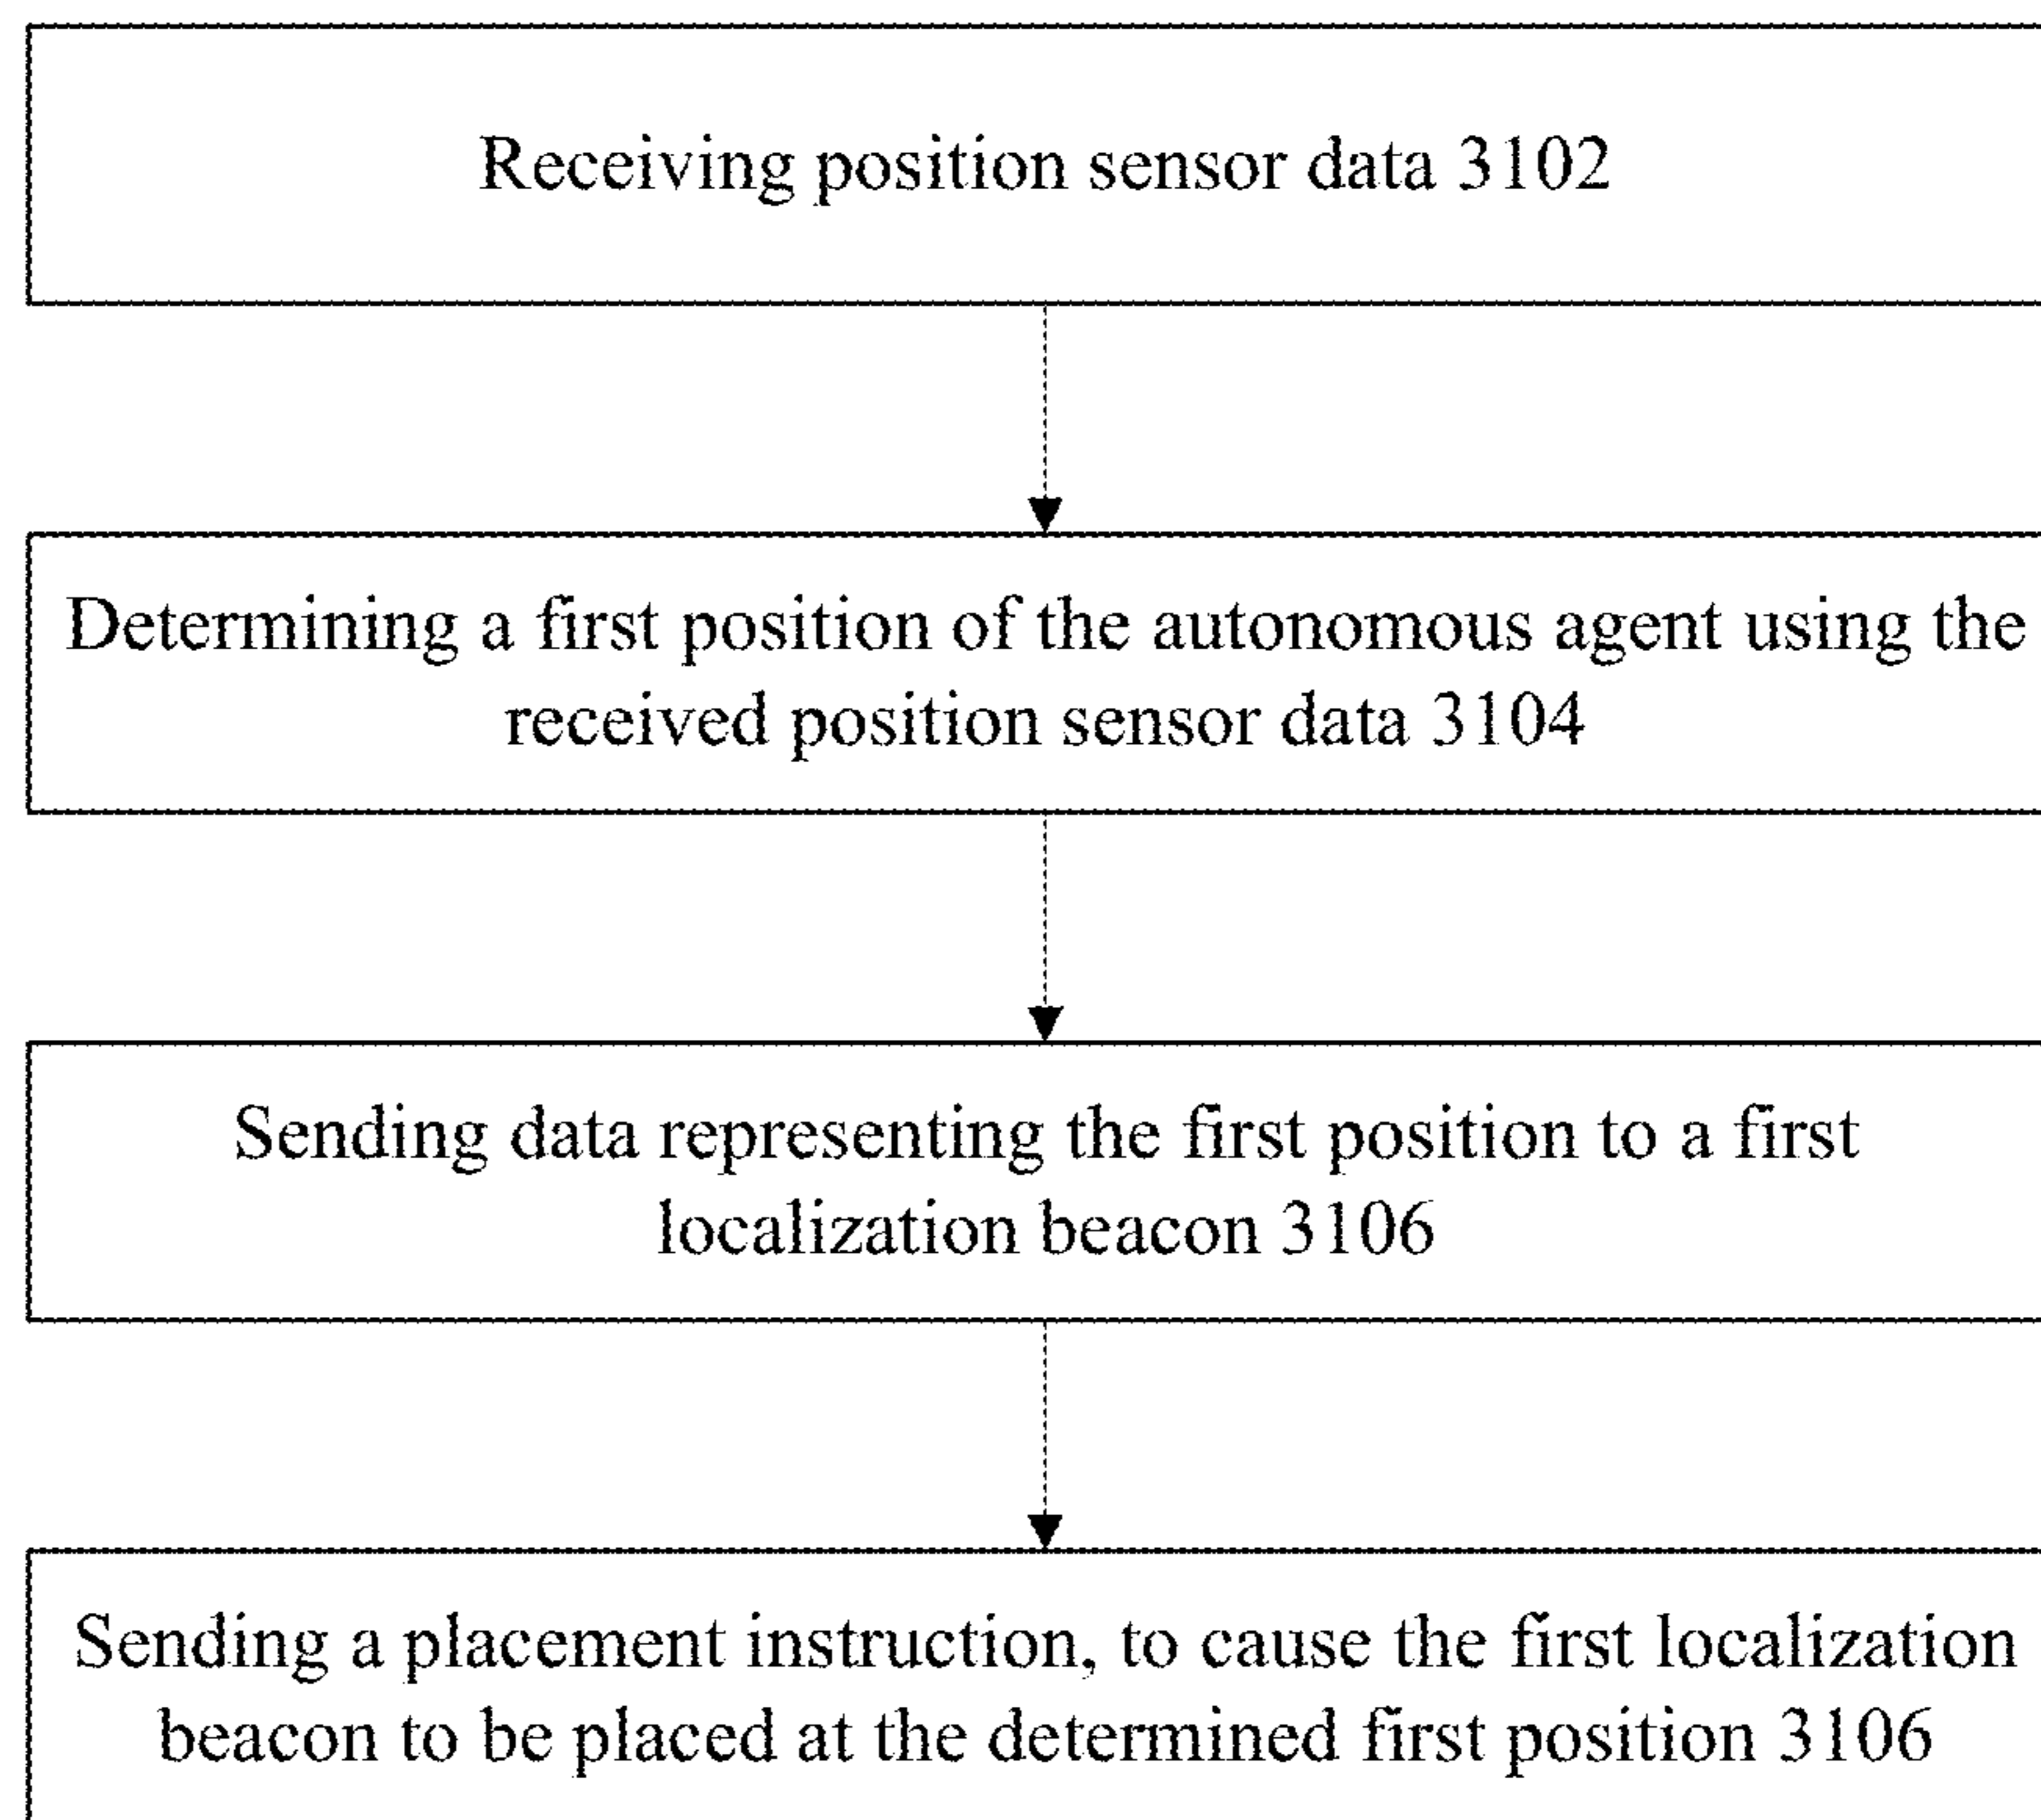 Receiving position sensor data 3102
Determining a first position of the autonomous agent using the
received position sensor data 3104
Sending data representing the first position to a first
localization beacon 3106
Sending a placement instruction, to cause the first localization
beacon to be placed at the determined first position 3106